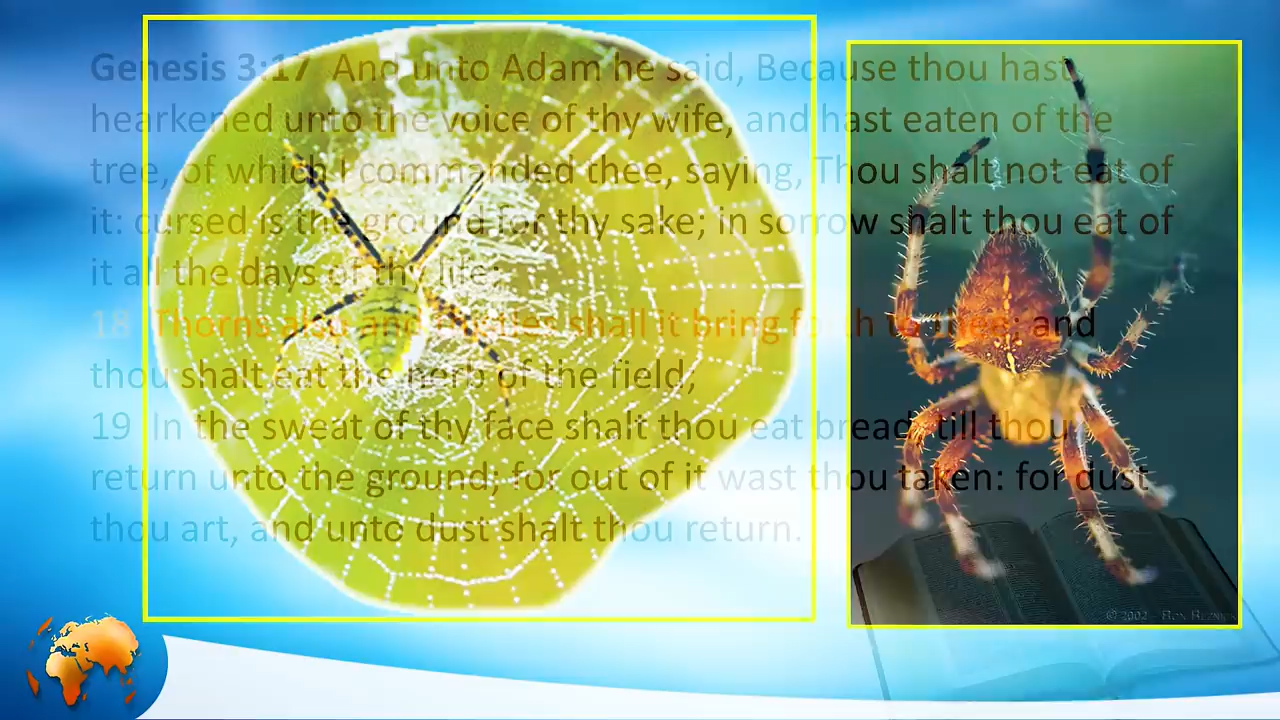 Genesis 3:17 And unto Adam he said, Because thou hast
hearkened unto the voice of thy wife, and hast eaten of the
tree, of which I commanded thee, saying, Thou shalt not eat of
it: cursed is the ground for thy sake; in sorrow shalt thou eat of
it all the days of thy life;
18 Thorns also and thistles shall it bring forth to thee; and
thou shalt eat the herb of the field;
19 In the sweat of thy face shalt thou eat bread, till thou
return unto the ground; for out of it wast thou taken: for dust
thou art, and unto dust shalt thou return.
© 2002 - Ron Reznick